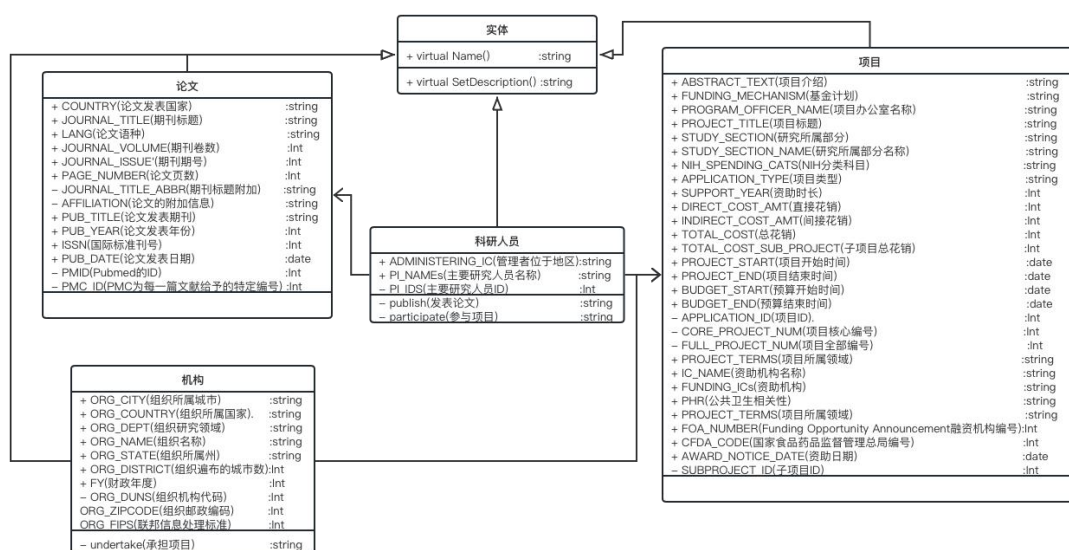 实体
+ virtual Name() :string
+ virtual SetDescription() :string
论文
+ COUNTRY(论文发表国家) :string
+ JOURNAL_TITLE(期刊标题) :string
+ LANG(论文语种) :string
+ JOURNAL_VOLUME(期刊卷数) :Int
+ JOURNAL_ISSUE'(期刊期号) :Int
+ PAGE_NUMBER(论文页数) :Int
– JOURNAL_TITLE_ABBR(期刊标题附加) :string
– AFFILIATION(论文的附加信息) :string
+ PUB_TITLE(论文发表期刊) :string
+ PUB_YEAR(论文发表年份) :Int
+ ISSN(国际标准刊号) :Int
+ PUB_DATE(论文发表日期) :date
– PMID(Pubmed的ID) :Int
– PMC_ID(PMC为每一篇文献给予的特定编号) :Int
科研人员
+ ADMINISTERING_IC(管理者位于地区):string
+ PI_NAMEs(主要研究人员名称) :string
– PI_IDS(主要研究人员ID) :Int
– publish(发表论文) :string
– participate(参与项目) :string
项目
+ ABSTRACT_TEXT(项目介绍) :string
+ FUNDING_MECHANISM(基金计划) :string
+ PROGRAM_OFFICER_NAME(项目办公室名称) :string
+ PROJECT_TITLE(项目标题) :string
+ STUDY_SECTION(研究所属部分) :string
+ STUDY_SECTION_NAME(研究所属部分名称) :string
+ NIH_SPENDING_CATS(NIH分类科目) :string
+ APPLICATION_TYPE(项目类型) :string
+ SUPPORT_YEAR(资助时长) :Int
+ DIRECT_COST_AMT(直接花销) :Int
+ INDIRECT_COST_AMT(间接花销) :Int
+ TOTAL_COST(总花销) :Int
+ TOTAL_COST_SUB_PROJECT(子项目总花销) :Int
+ PROJECT_START(项目开始时间) :date
+ PROJECT_END(项目结束时间) :date
+ BUDGET_START(预算开始时间) :date
+ BUDGET_END(预算结束时间) :date
– APPLICATION_ID(项目ID). :Int
– CORE_PROJECT_NUM(项目核心编号) :Int
– FULL_PROJECT_NUM(项目全部编号) :Int
+ PROJECT_TERMS(项目所属领域) :string
+ IC_NAME(资助机构名称) :string
+ FUNDING_ICs(资助机构) :string
+ PHR(公共卫生相关性) :string
+ PROJECT_TERMS(项目所属领域) :string
+ FOA_NUMBER(Funding Opportunity Announcement融资机构编号):Int
+ CFDA_CODE(国家食品药品监督管理总局编号) :Int
+ AWARD_NOTICE_DATE(资助日期) :date
– SUBPROJECT_ID(子项目ID) :Int
机构
+ ORG_CITY(组织所属城市) :string
+ ORG_COUNTRY(组织所属国家). :string
+ ORG_DEPT(组织研究领域) :string
+ ORG_NAME(组织名称) :string
+ ORG_STATE(组织所属州) :string
+ ORG_DISTRICT(组织遍布的城市数):Int
+ FY(财政年度) :Int
– ORG_DUNS(组织机构代码) :Int
ORG_ZIPCODE(组织邮政编码) :Int
ORG_FIPS(联邦信息处理标准) :Int
– undertake(承担项目) :string